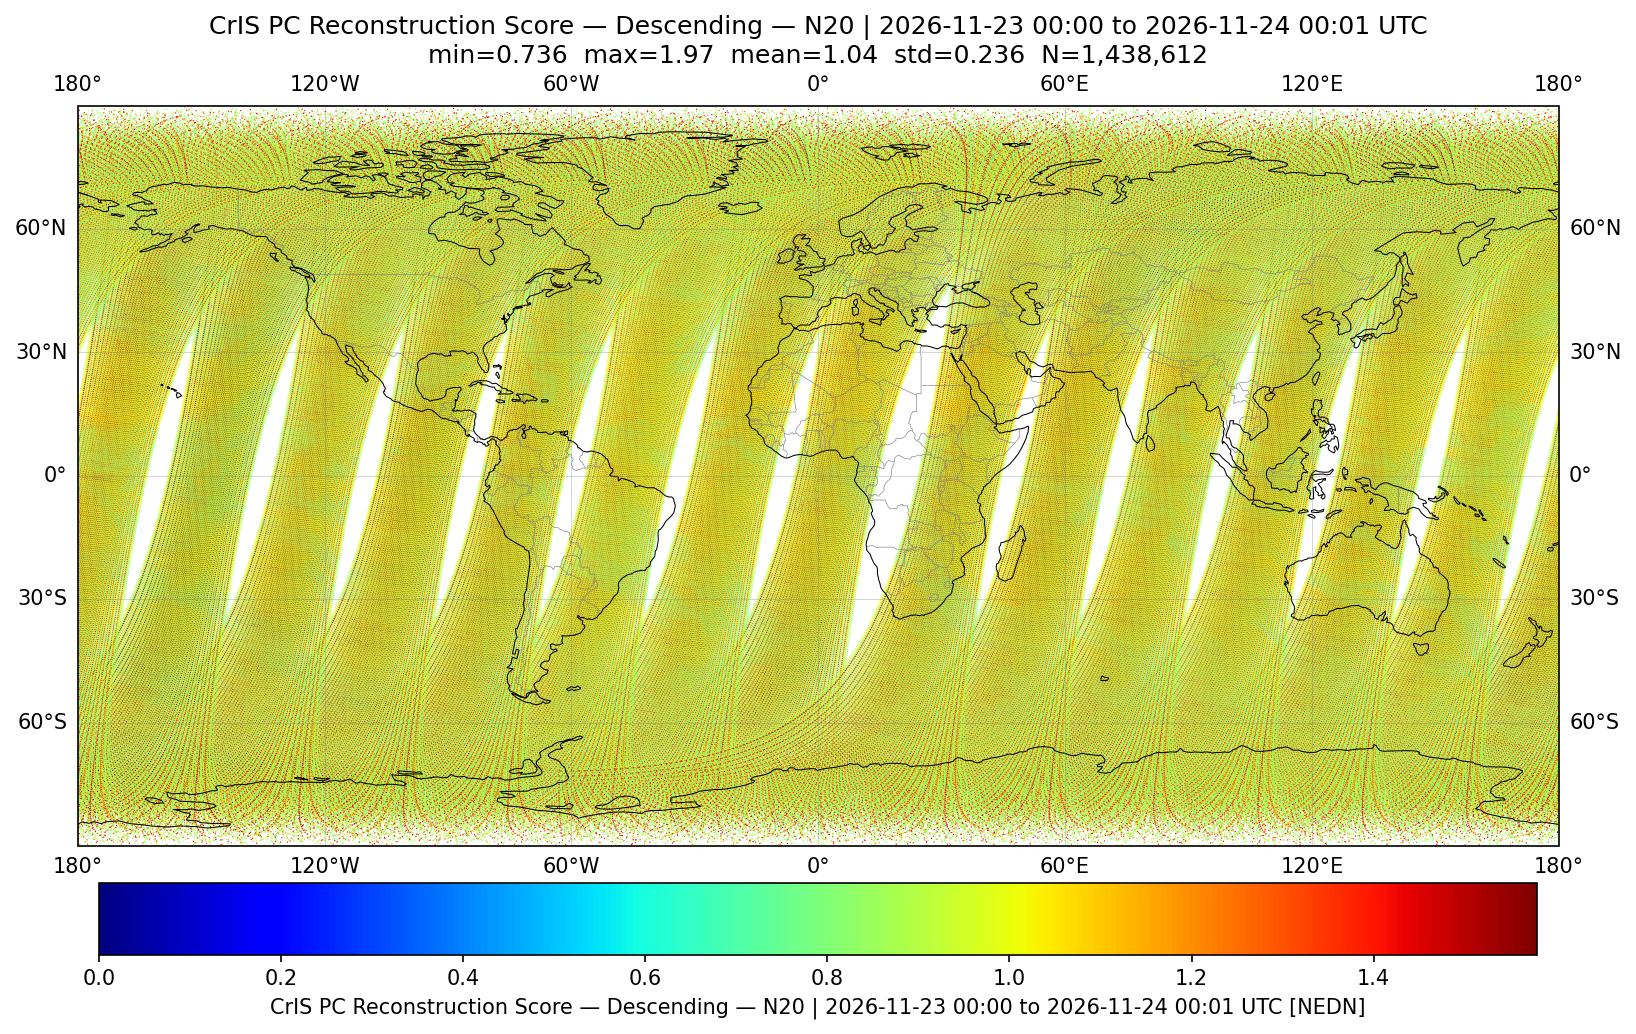 CrIS PC Reconstruction Score — Descending — N20 | 2026-11-23 00:00 to 2026-11-24 00:01 UTC
min=0.736 max=1.97 mean=1.04 std=0.236 N=1,438,612
180° 120°W 60°W 0° 60°E 120°E 180°
60°N 60°N
30°N 30°N
0° 0°
30°S 30°S
60°S 60°S
180° 120°W 60°W 0° 60°E 120°E 180°
0.0 0.2 0.4 0.6 0.8 1.0 1.2 1.4
CrIS PC Reconstruction Score — Descending — N20 | 2026-11-23 00:00 to 2026-11-24 00:01 UTC [NEDN]